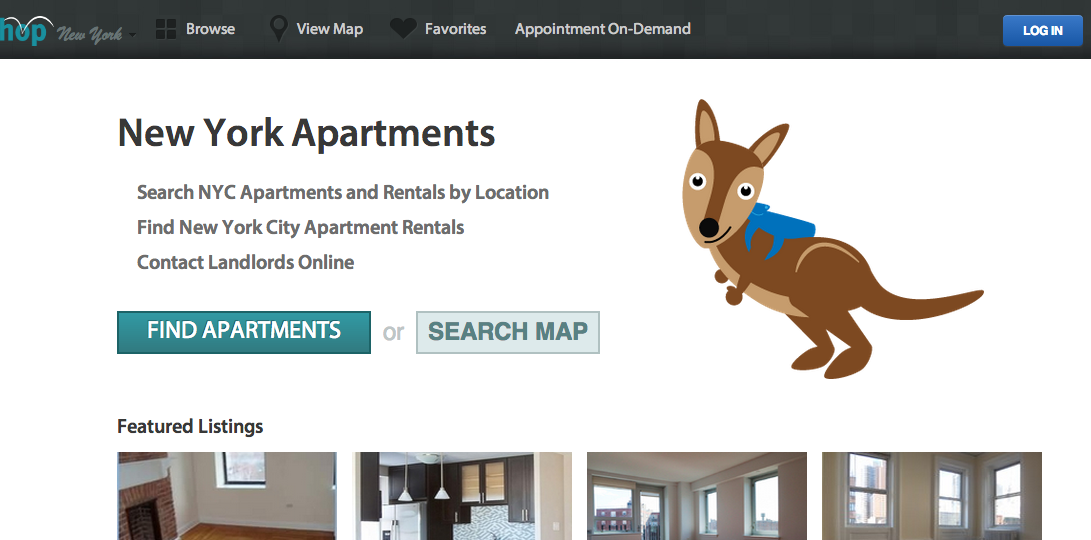 hop New York
Browse
View Map
Favorites
Appointment On-Demand
LOG IN
New York Apartments
Search NYC Apartments and Rentals by Location
Find New York City Apartment Rentals
Contact Landlords Online
FIND APARTMENTS or SEARCH MAP
Featured Listings